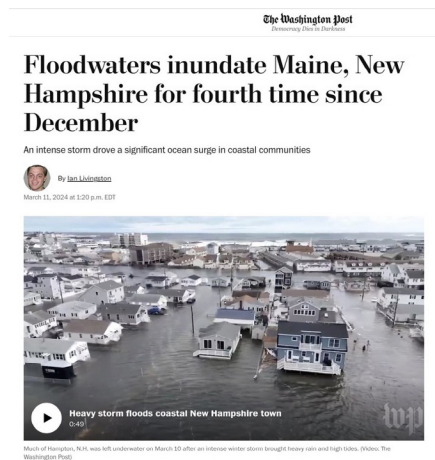 The Washington Post
Democracy Dies in Darkness
Floodwaters inundate Maine, New
Hampshire for fourth time since
December
An intense storm drove a significant ocean surge in coastal communities
By Ian Livingston
March 11, 2024 at 1:20 p.m. EDT
wp
Heavy storm floods coastal New Hampshire town
0:49
Much of Hampton, N.H. was left underwater on March 10 after an intense winter storm brought heavy rain and high tides. (Video: The
Washington Post)